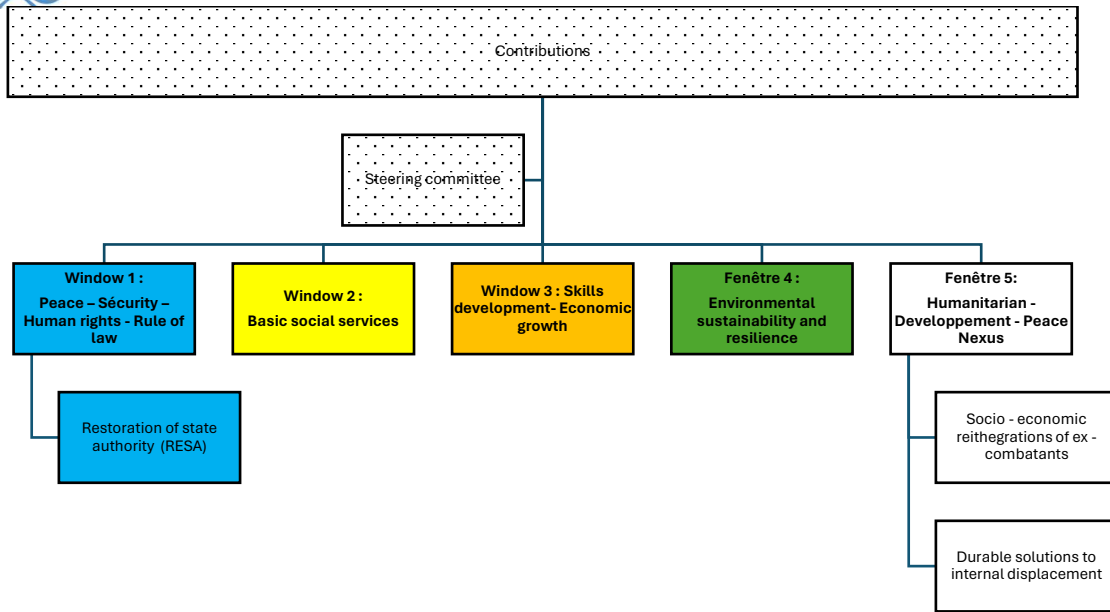 Contributions
Steering committee
Window 1 :
Peace – Sécurity –
Human rights - Rule of
law
Window 2 :
Basic social services
Window 3 : Skills
development- Economic
growth
Fenêtre 4 :
Environmental
sustainability and
resilience
Fenêtre 5:
Humanitarian -
Developpement - Peace
Nexus
Restoration of state
authority (RESA)
Socio - economic
reithegrations of ex -
combatants
Durable solutions to
internal displacement